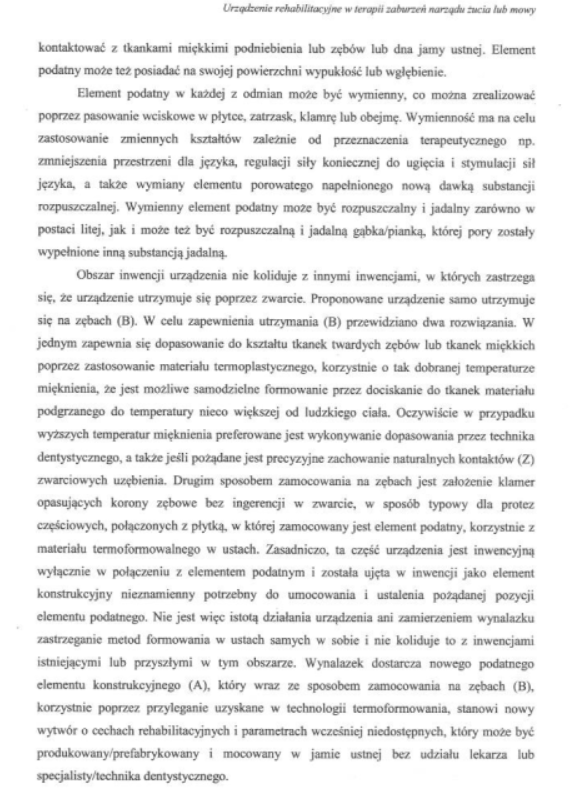 Urządzenie rehabilitacyjne w terapii zaburzeń narządu żucia lub mowy
kontaktować z tkankami miękkimi podniebienia lub zębów lub dna jamy ustnej. Element
podatny może też posiadać na swojej powierzchni wypukłość lub wgłębienie.
Element podatny w każdej z odmian może być wymienny, co można zrealizować
poprzez pasowanie wciskowe w płytce, zatrzask, klamrę lub obejmę. Wymienność ma na celu
zastosowanie zmiennych kształtów zależnie od przeznaczenia terapeutycznego np.
zmniejszenia przestrzeni dla języka, regulacji siły koniecznej do ugięcia i stymulacji sił
języka, a także wymiany elementu porowatego napełnionego nową dawką substancji
rozpuszczalnej. Wymienny element podatny może być rozpuszczalny i jadalny zarówno w
postaci litej, jak i może też być rozpuszczalną i jadalną gąbka/pianką, której pory zostały
wypełnione inną substancją jadalną.
Obszar inwencji urządzenia nie koliduje z innymi inwencjami, w których zastrzega
się, że urządzenie utrzymuje się poprzez zwarcie. Proponowane urządzenie samo utrzymuje
się na zębach (B). W celu zapewnienia utrzymania (B) przewidziano dwa rozwiązania. W
jednym zapewnia się dopasowanie do kształtu tkanek twardych zębów lub tkanek miękkich
poprzez zastosowanie materiału termoplastycznego, korzystnie o tak dobranej temperaturze
mięknienia, że jest możliwe samodzielne formowanie przez dociskanie do tkanek materiału
podgrzanego do temperatury nieco większej od ludzkiego ciała. Oczywiście w przypadku
wyższych temperatur mięknienia preferowane jest wykonywanie dopasowania przez technika
dentystycznego, a także jeśli pożądane jest precyzyjne zachowanie naturalnych kontaktów (Z)
zwarciowych uzębienia. Drugim sposobem zamocowania na zębach jest założenie klamer
opasujących korony zębowe bez ingerencji w zwarcie, w sposób typowy dla protez
częściowych, połączonych z płytką, w której zamocowany jest element podatny, korzystnie z
materiału termoformowalnego w ustach. Zasadniczo, ta część urządzenia jest inwencyjną
wyłącznie w połączeniu z elementem podatnym i została ujęta w inwencji jako element
konstrukcyjny nieznamienny potrzebny do umocowania i ustalenia pożądanej pozycji
elementu podatnego. Nie jest więc istotą działania urządzenia ani zamierzeniem wynalazku
zastrzeganie metod formowania w ustach samych w sobie i nie koliduje to z inwencjami
istniejącymi lub przyszłymi w tym obszarze. Wynalazek dostarcza nowego podatnego
elementu konstrukcyjnego (A), który wraz ze sposobem zamocowania na zębach (B),
korzystnie poprzez przyleganie uzyskane w technologii termoformowania, stanowi nowy
wytwór o cechach rehabilitacyjnych i parametrach wcześniej niedostępnych, który może być
produkowany/prefabrykowany i mocowany w jamie ustnej bez udziału lekarza lub
specjalisty/technika dentystycznego.